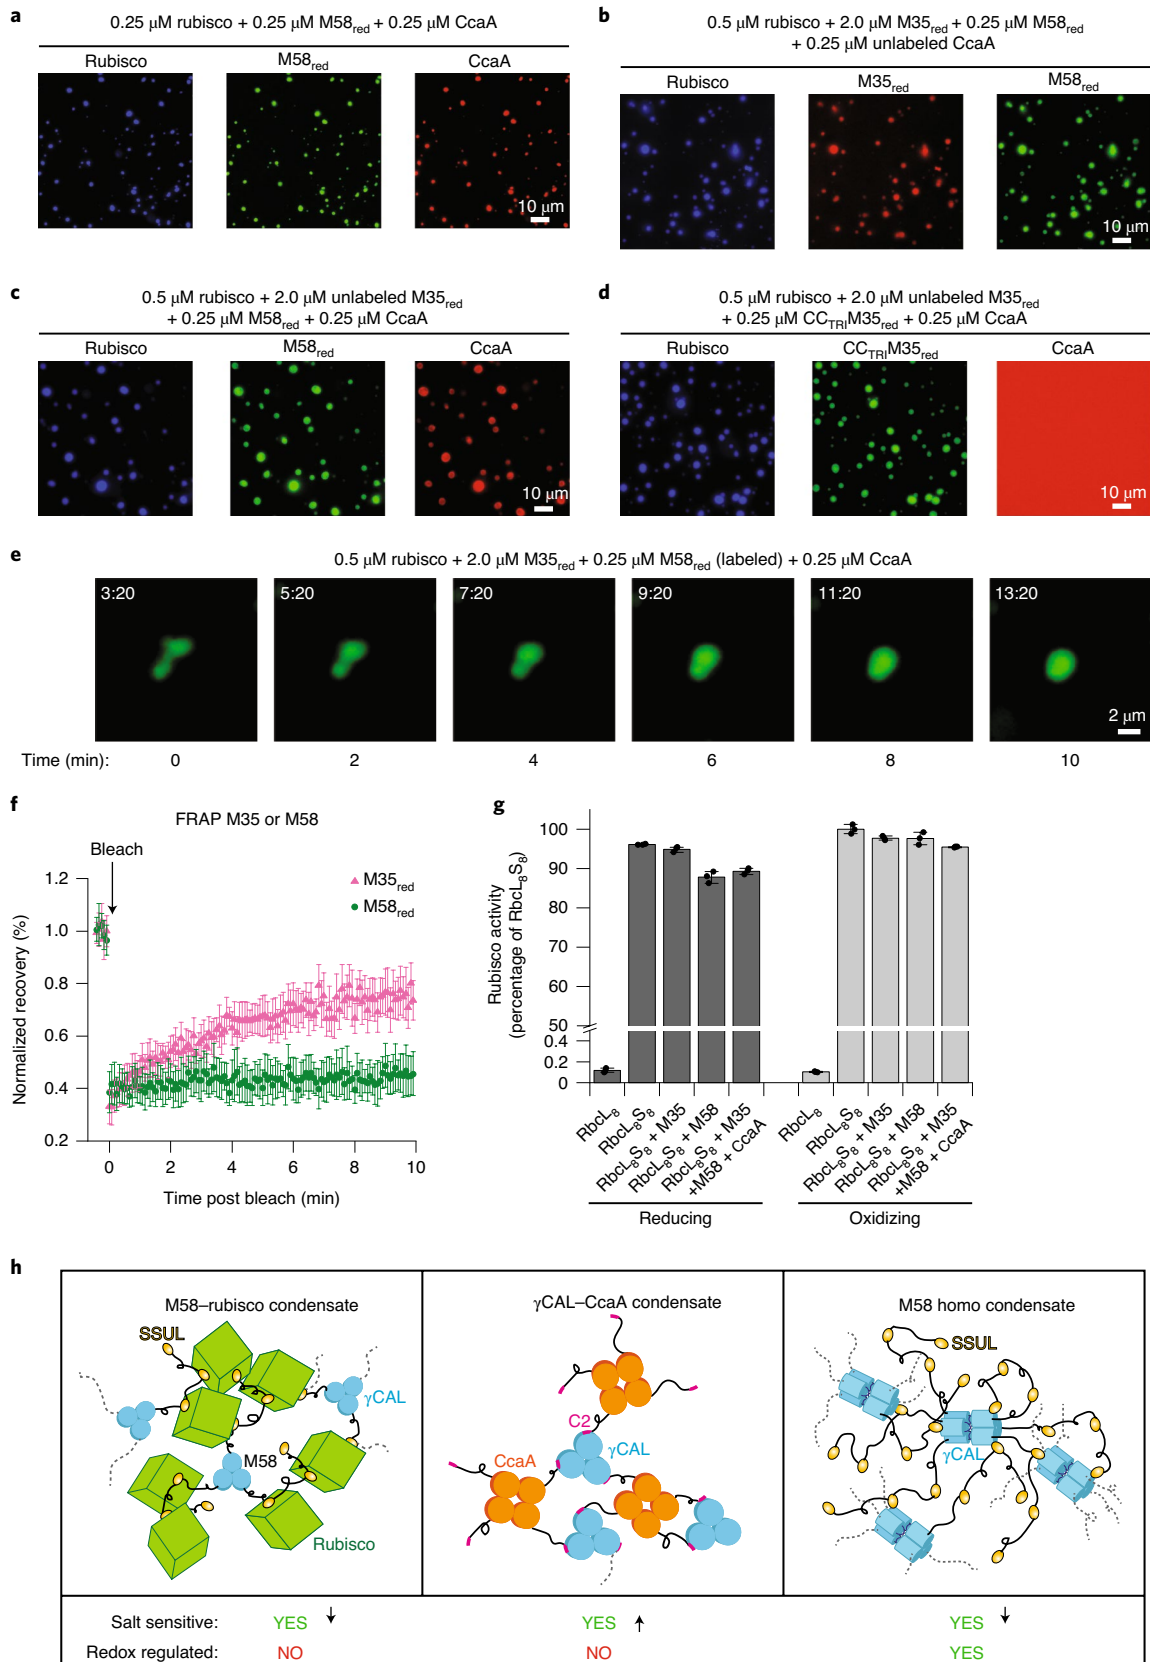 a
0.25 μM rubisco + 0.25 μM M58red + 0.25 μM CcaA
Rubisco M58red CcaA
10 μm
b
0.5 μM rubisco + 2.0 μM M35red + 0.25 μM M58red
+ 0.25 μM unlabeled CcaA
Rubisco M35red M58red
10 μm
c
0.5 μM rubisco + 2.0 μM unlabeled M35red
+ 0.25 μM M58red + 0.25 μM CcaA
Rubisco M58red CcaA
10 μm
d
0.5 μM rubisco + 2.0 μM unlabeled M35red
+ 0.25 μM CCTRIM35red + 0.25 μM CcaA
Rubisco CCTRIM35red CcaA
10 μm
e
0.5 μM rubisco + 2.0 μM M35red + 0.25 μM M58red (labeled) + 0.25 μM CcaA
3:20 5:20 7:20 9:20 11:20 13:20
2 μm
Time (min): 0 2 4 6 8 10
f
FRAP M35 or M58
Bleach
M35red
M58red
Normalized recovery (%)
1.2
1.0
0.8
0.6
0.4
0.2
0 2 4 6 8 10
Time post bleach (min)
g
Rubisco activity
(percentage of RbcL8S8)
100
90
80
70
60
50
0.4
0.2
0
RbcL8
RbcL8S8
RbcL8S8 + M35
RbcL8S8 + M58
RbcL8S8 + M35
+M58 + CcaA
RbcL8
RbcL8S8
RbcL8S8 + M35
RbcL8S8 + M58
RbcL8S8 + M35
+M58 + CcaA
Reducing Oxidizing
h
M58–rubisco condensate
SSUL
γCAL
M58
Rubisco
γCAL–CcaA condensate
C2
γCAL
CcaA
M58 homo condensate
SSUL
γCAL
Salt sensitive: YES ↓ YES ↑ YES ↓
Redox regulated: NO NO YES